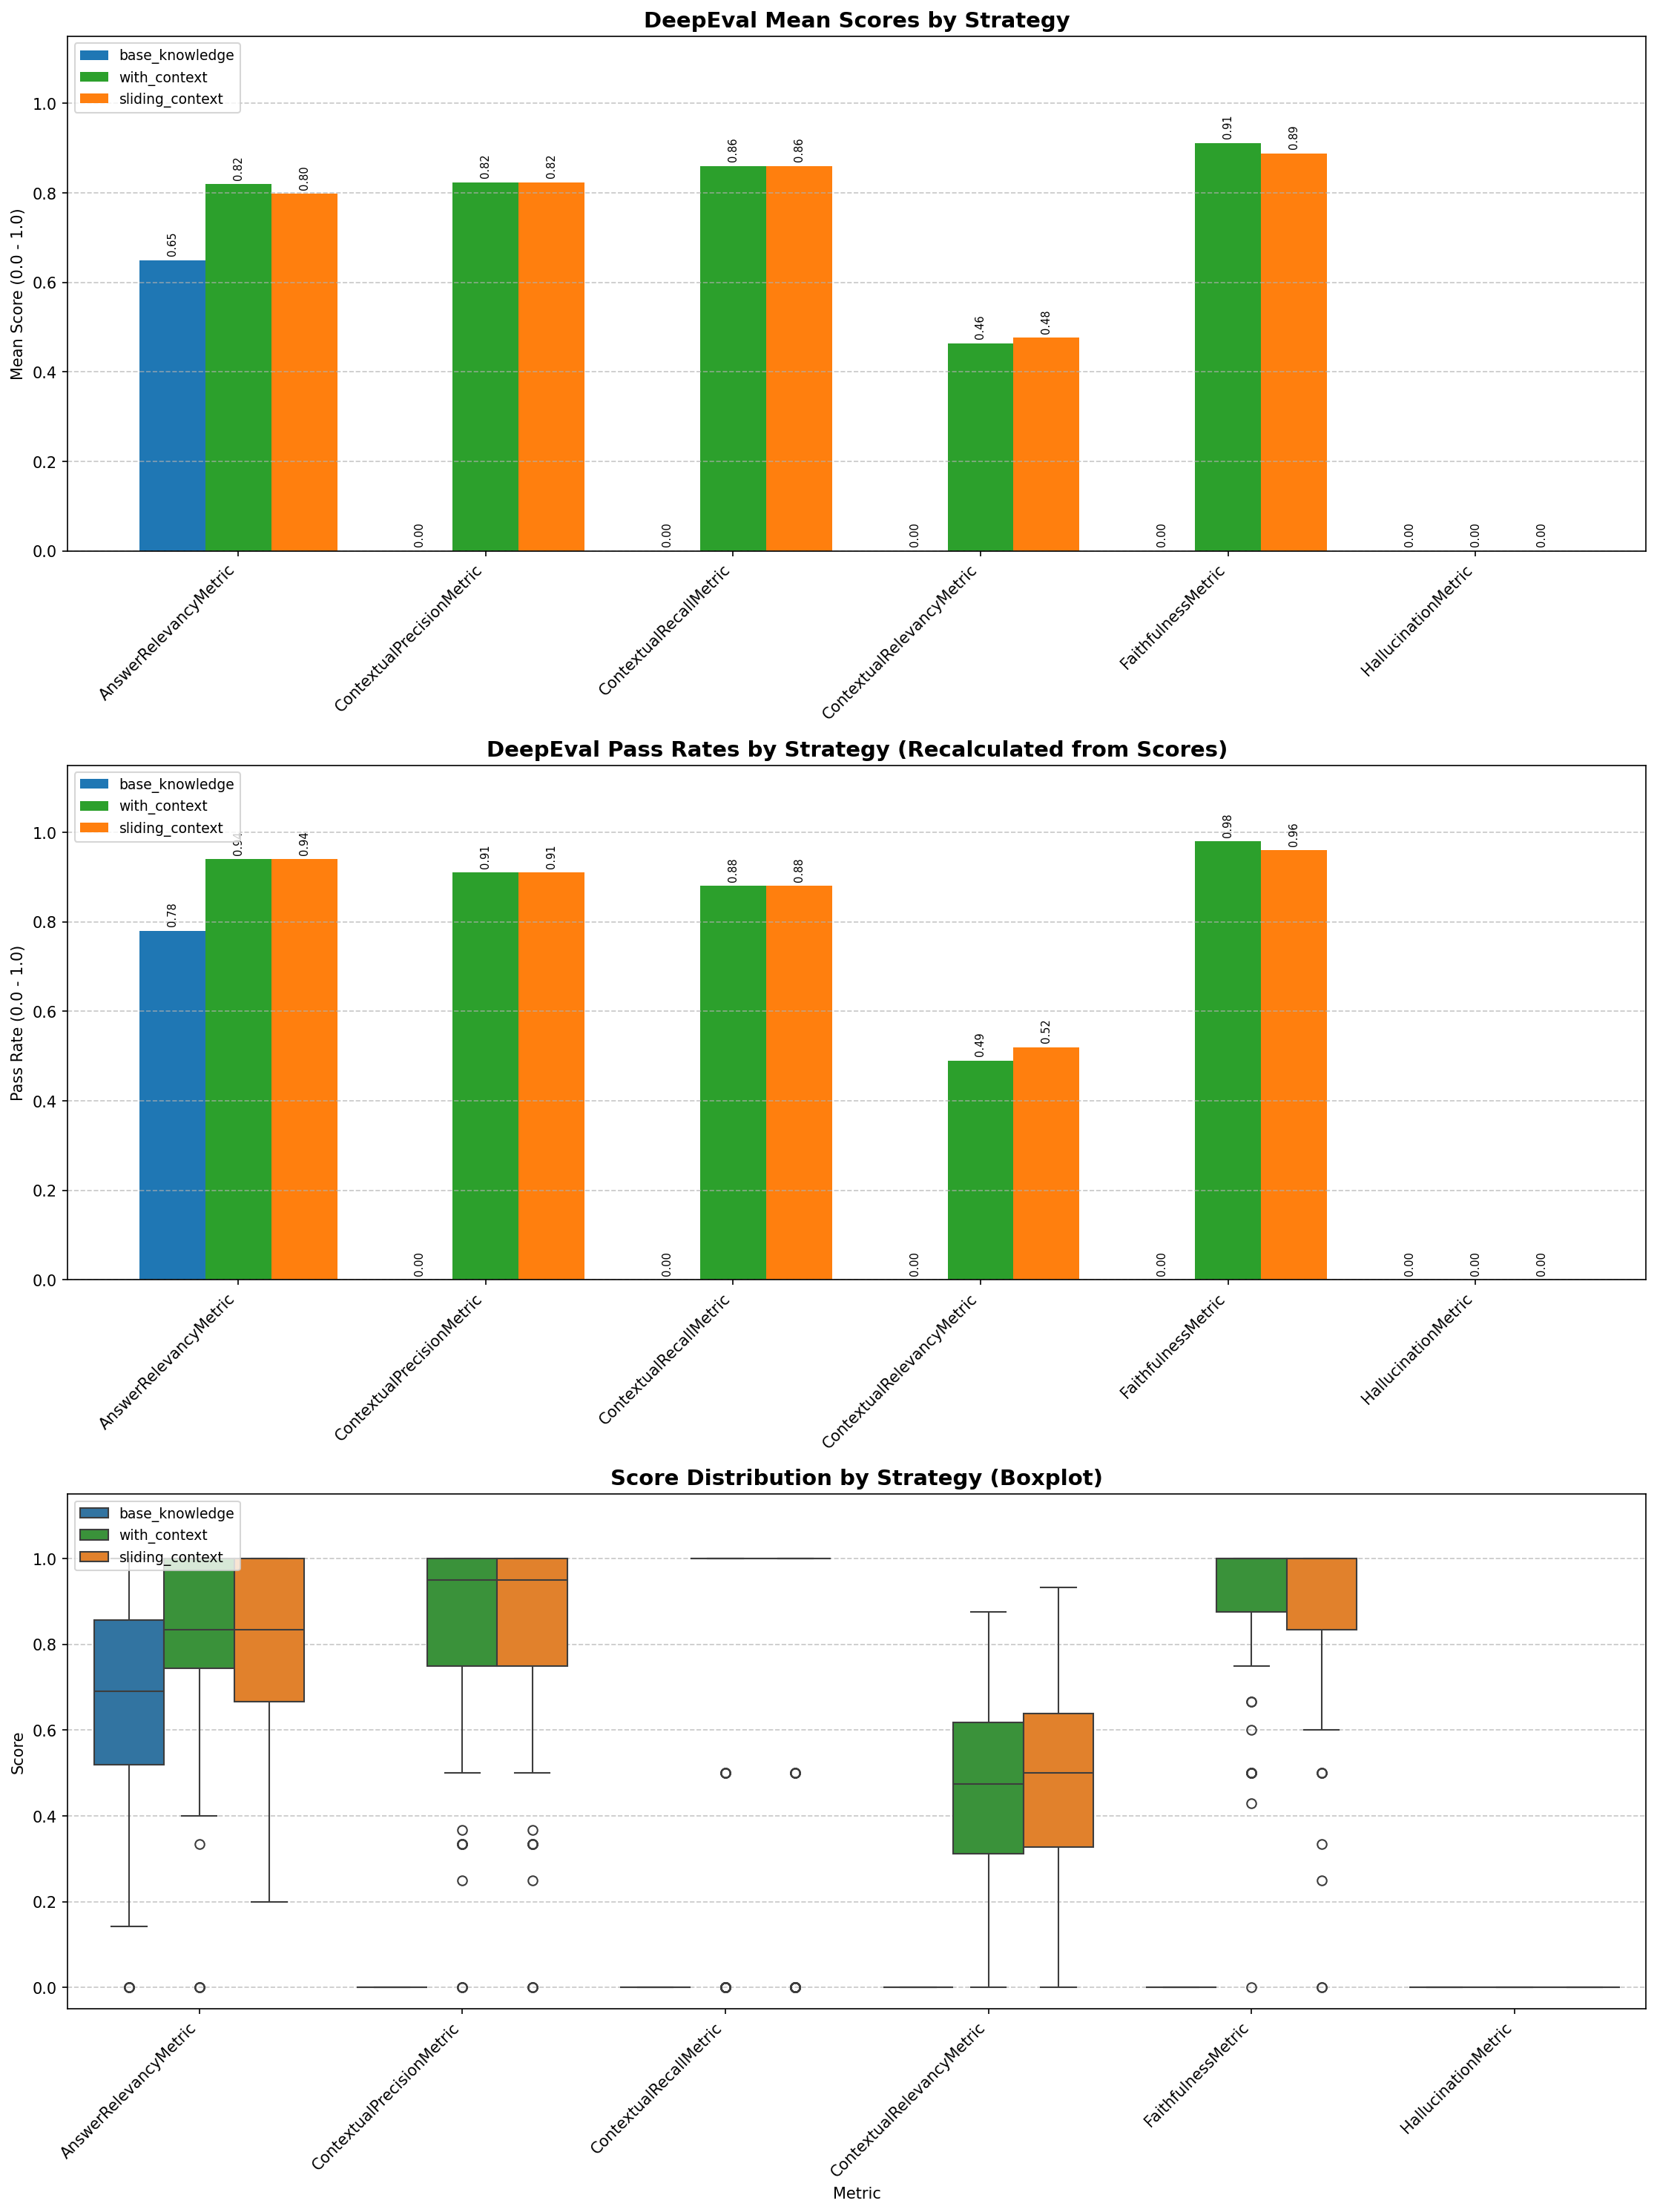 DeepEval Mean Scores by Strategy
base_knowledge
with_context
sliding_context
Mean Score (0.0 - 1.0)
1.0
0.8
0.6
0.4
0.2
0.0
0.65
0.82
0.80
0.00
0.82
0.82
0.00
0.86
0.86
0.00
0.46
0.48
0.00
0.91
0.89
0.00
0.00
0.00
AnswerRelevancyMetric
ContextualPrecisionMetric
ContextualRecallMetric
ContextualRelevancyMetric
FaithfulnessMetric
HallucinationMetric
DeepEval Pass Rates by Strategy (Recalculated from Scores)
base_knowledge
with_context
sliding_context
Pass Rate (0.0 - 1.0)
1.0
0.8
0.6
0.4
0.2
0.0
0.78
0.94
0.94
0.00
0.91
0.91
0.00
0.88
0.88
0.00
0.49
0.52
0.00
0.98
0.96
0.00
0.00
0.00
AnswerRelevancyMetric
ContextualPrecisionMetric
ContextualRecallMetric
ContextualRelevancyMetric
FaithfulnessMetric
HallucinationMetric
Score Distribution by Strategy (Boxplot)
base_knowledge
with_context
sliding_context
Score
1.0
0.8
0.6
0.4
0.2
0.0
AnswerRelevancyMetric
ContextualPrecisionMetric
ContextualRecallMetric
ContextualRelevancyMetric
FaithfulnessMetric
HallucinationMetric
Metric